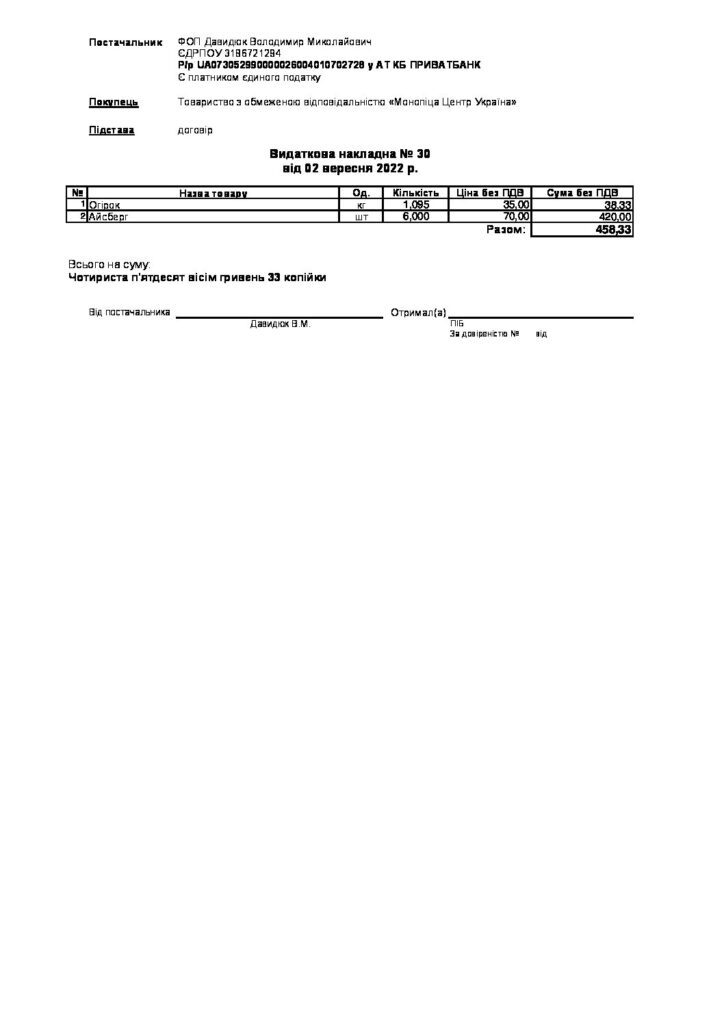 Постачальник ФОП Давидюк Володимир Миколайович
ЄДРПОУ 3186721294
Р/р UA073052990000026004010702728 у АТ КБ ПРИВАТБАНК
Є платником єдиного податку
Покупець Товариство з обмеженою відповідальністю «Монопіца Центр Україна»
Підстава договір
Видаткова накладна № 30
від 02 вересня 2022 р.
№ Назва товару Од. Кількість Ціна без ПДВ Сума без ПДВ
1 Огірок кг 1,095 35,00 38,33
2 Айсберг шт 6,000 70,00 420,00
Разом: 458,33
Всього на суму:
Чотириста п'ятдесят вісім гривень 33 копійки
Від постачальника Отримал(а)
Давидюк В.М. ПІБ
За довіреністю № від